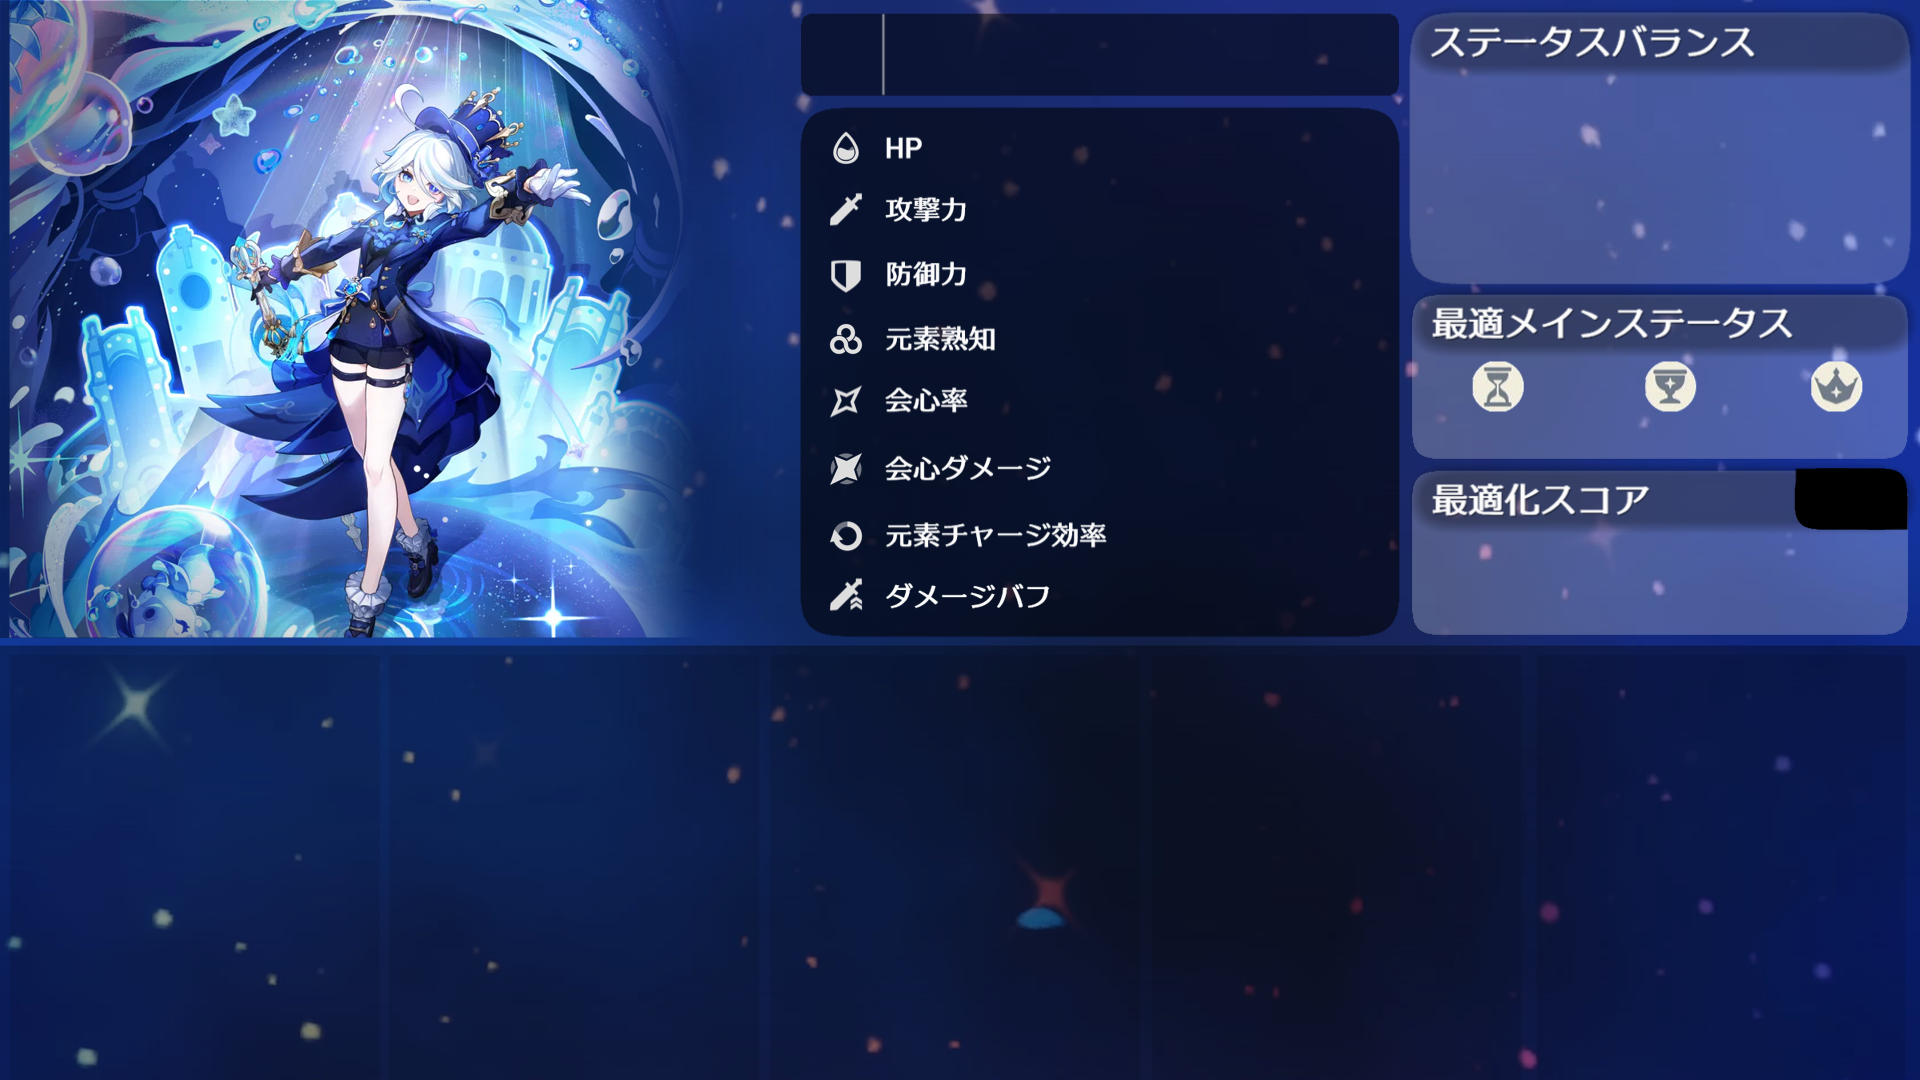 HP
攻撃力
防御力
元素熟知
会心率
会心ダメージ
元素チャージ効率
ダメージバフ
ステータスバランス
最適メインステータス
最適化スコア